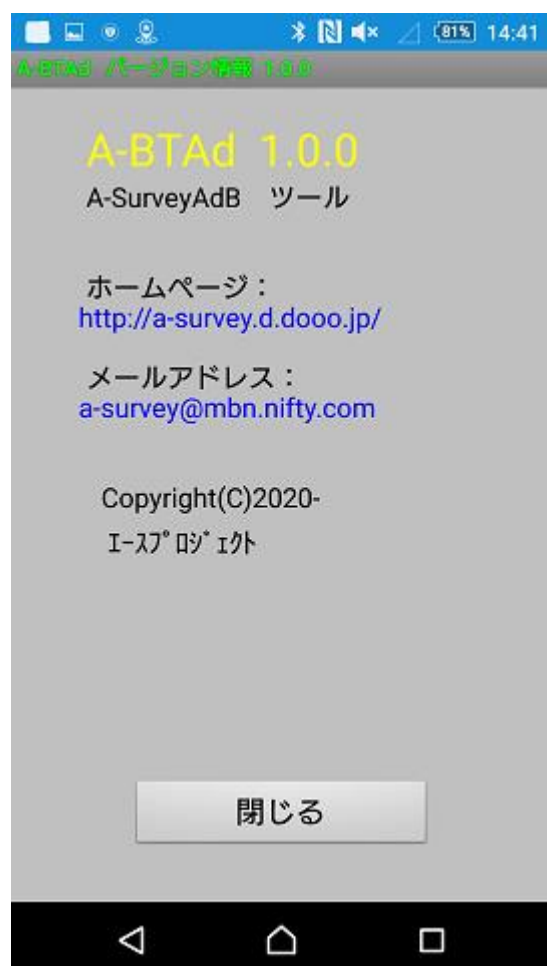 81% 14:41
A-BTAd バージョン情報 1.0.0
A-BTAd 1.0.0
A-SurveyAdB ツール
ホームページ：
http://a-survey.d.dooo.jp/
メールアドレス：
a-survey@mbn.nifty.com
Copyright(C)2020-
ｴｰｽﾌﾟﾛｼﾞｪｸﾄ
閉じる